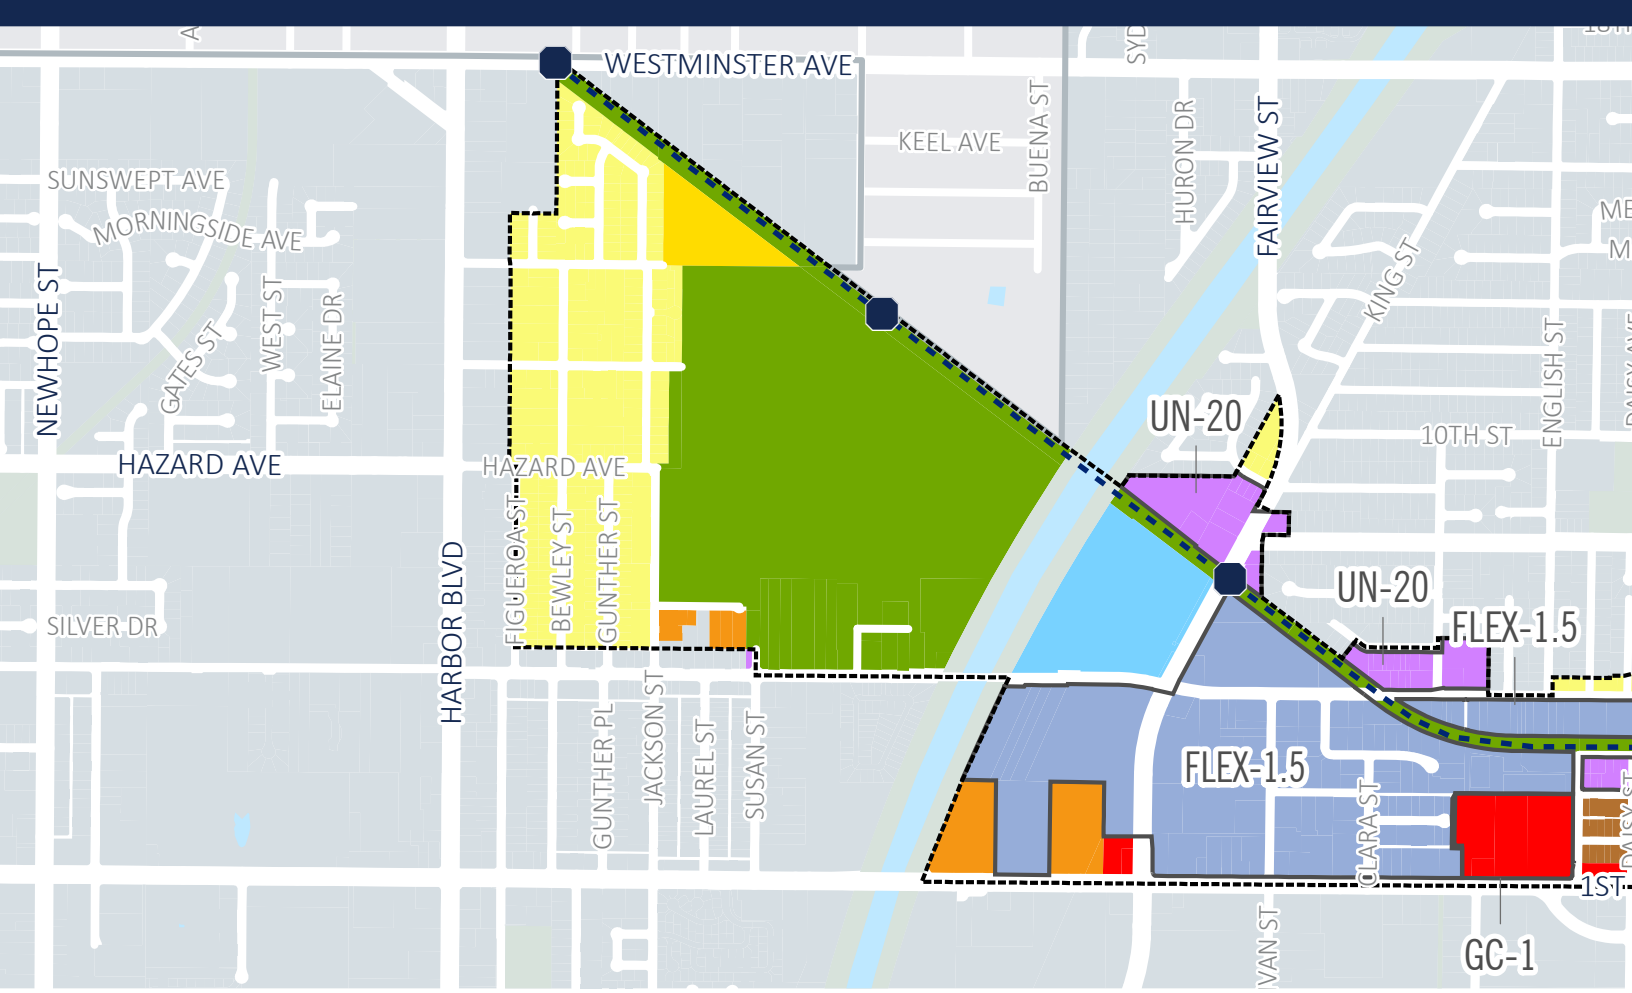 WESTMINSTER AVE
KEEL AVE
BUENA ST
HURON DR
FAIRVIEW ST
SUNSWEPT AVE
MORNINGSIDE AVE
NEWHOPE ST
GATES ST
WEST ST
ELAINE DR
KING ST
ENGLISH ST
UN-20
10TH ST
HAZARD AVE
HAZARD AVE
HARBOR BLVD
FIGUEROA ST
BEWLEY ST
GUNTHER ST
SILVER DR
UN-20
FLEX-1.5
GUNTHER PL
JACKSON ST
LAUREL ST
SUSAN ST
FLEX-1.5
CLARA ST
DAISY ST
1ST
GC-1